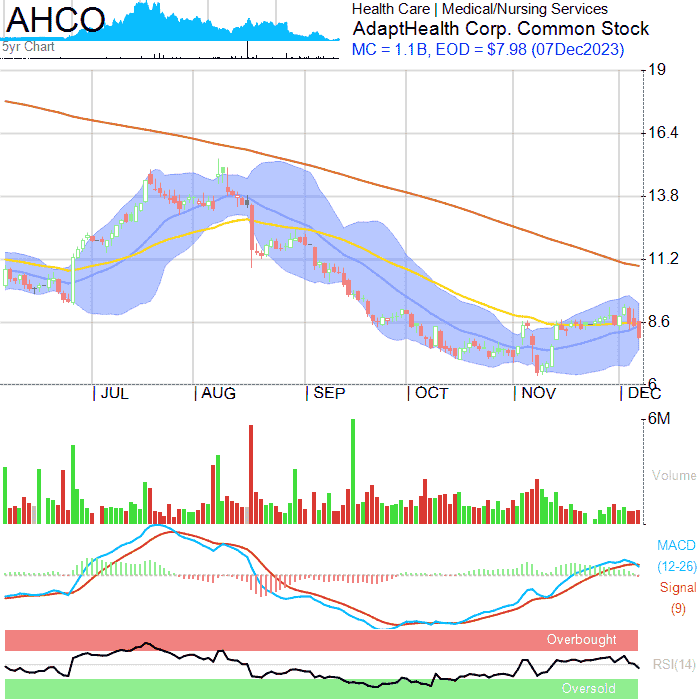 AHCO
5yr Chart
Health Care | Medical/Nursing Services
AdaptHealth Corp. Common Stock
MC = 1.1B, EOD = $7.98 (07Dec2023)
19
16.4
13.8
11.2
8.6
6
JUL AUG SEP OCT NOV DEC
6M
Volume
MACD
(12-26)
Signal
(9)
Overbought
RSI(14)
Oversold